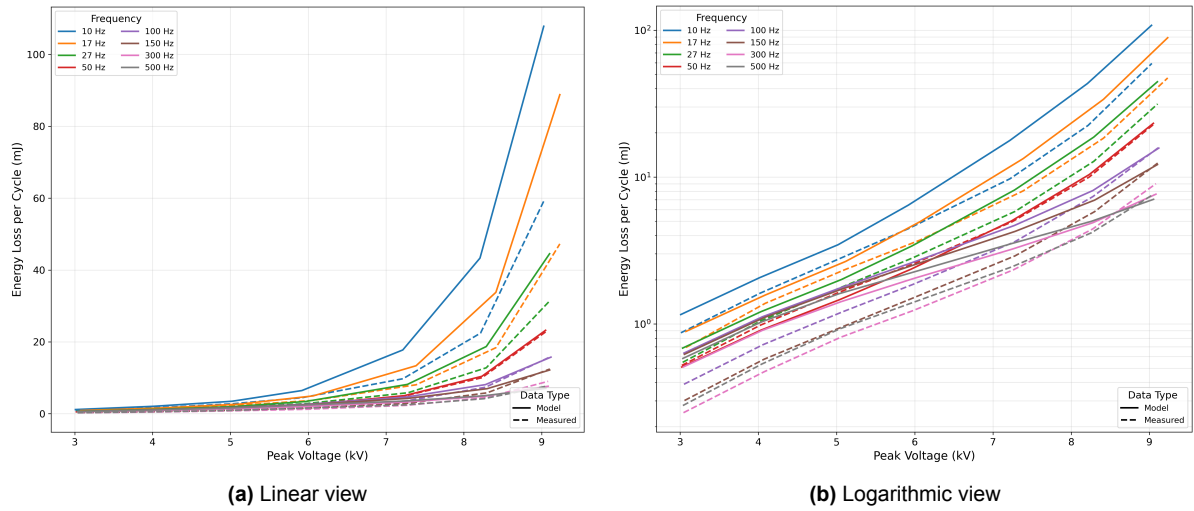 Frequency
10 Hz
17 Hz
27 Hz
50 Hz
100 Hz
150 Hz
300 Hz
500 Hz
Energy Loss per Cycle (mJ)
100
80
60
40
20
0
3
4
5
6
7
8
9
Peak Voltage (kV)
Data Type
Model
Measured
(a) Linear view
Frequency
10 Hz
17 Hz
27 Hz
50 Hz
100 Hz
150 Hz
300 Hz
500 Hz
Energy Loss per Cycle (mJ)
10²
10¹
10⁰
3
4
5
6
7
8
9
Peak Voltage (kV)
Data Type
Model
Measured
(b) Logarithmic view